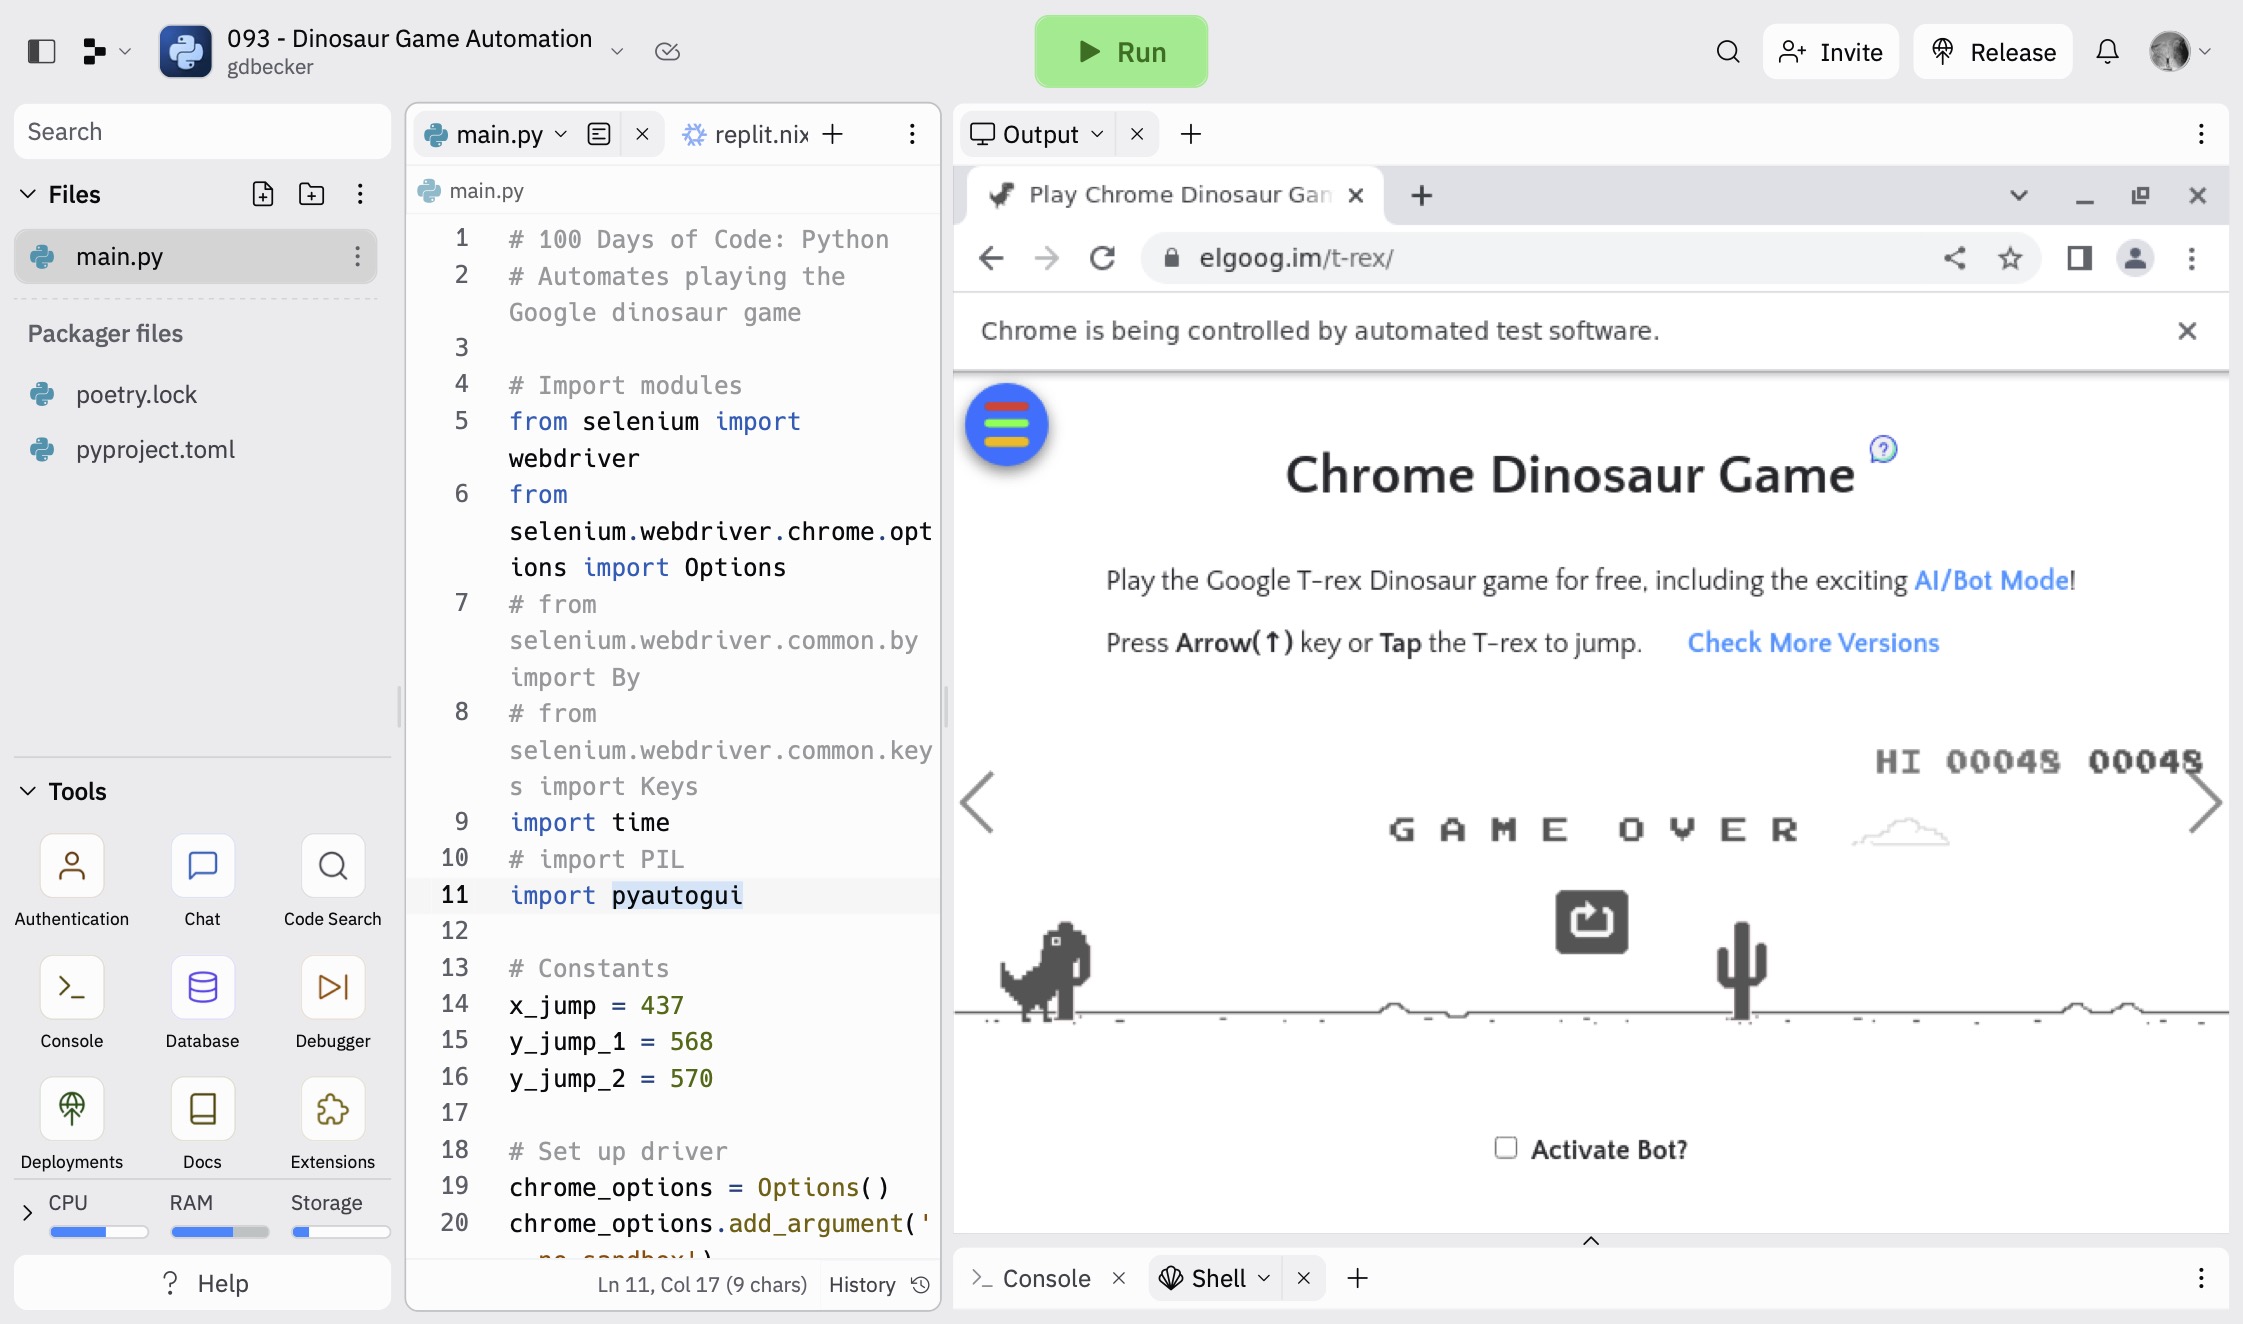 093 - Dinosaur Game Automation
gdbecker
Run
Invite
Release
Search
Files
main.py
Packager files
poetry.lock
pyproject.toml
Tools
Authentication
Chat
Code Search
Console
Database
Debugger
Deployments
Docs
Extensions
CPU
RAM
Storage
Help
main.py
replit.nix
main.py
1 # 100 Days of Code: Python
2 # Automates playing the
Google dinosaur game
3
4 # Import modules
5 from selenium import
webdriver
6 from
selenium.webdriver.chrome.opt
ions import Options
7 # from
selenium.webdriver.common.by
import By
8 # from
selenium.webdriver.common.key
s import Keys
9 import time
10 # import PIL
11 import pyautogui
12
13 # Constants
14 x_jump = 437
15 y_jump_1 = 568
16 y_jump_2 = 570
17
18 # Set up driver
19 chrome_options = Options()
20 chrome_options.add_argument('
no-sandbox')
Ln 11, Col 17 (9 chars)
History
Output
Play Chrome Dinosaur Gan
elgoog.im/t-rex/
Chrome is being controlled by automated test software.
Chrome Dinosaur Game
Play the Google T-rex Dinosaur game for free, including the exciting AI/Bot Mode!
Press Arrow(↑) key or Tap the T-rex to jump. Check More Versions
HI 00048 00048
GAME OVER
Activate Bot?
Console
Shell